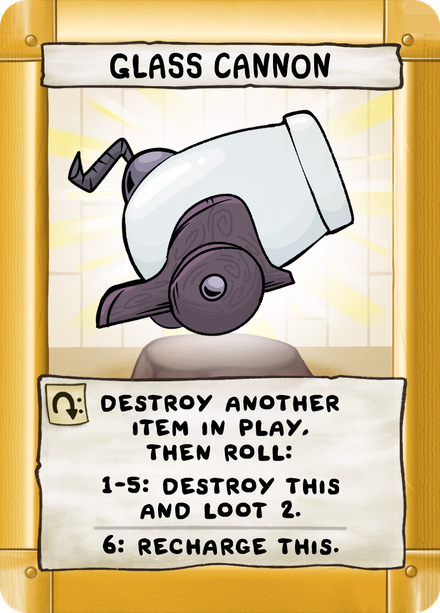 GLASS CANNON
DESTROY ANOTHER
ITEM IN PLAY,
THEN ROLL:
1-5: DESTROY THIS
AND LOOT 2.
6: RECHARGE THIS.